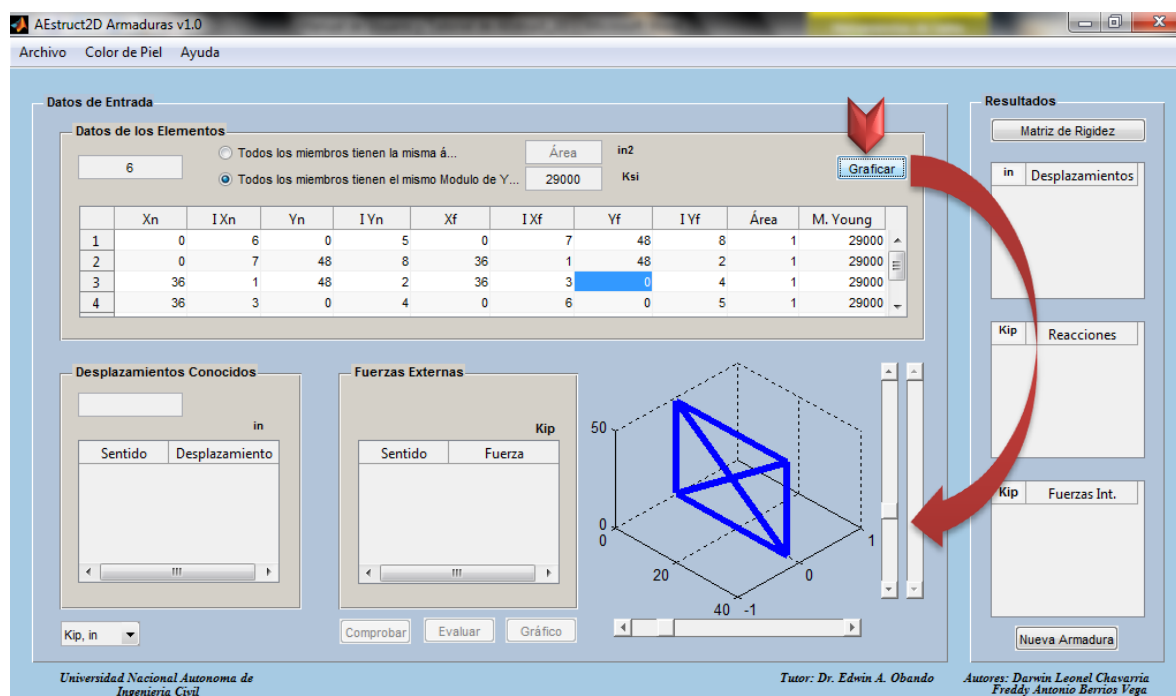 AEstruct2D Armaduras v1.0
Archivo Color de Piel Ayuda
Datos de Entrada
Datos de los Elementos
6
Todos los miembros tienen la misma á...
Área
in2
Todos los miembros tienen el mismo Modulo de Y...
29000
Ksi
Graficar
Xn I Xn Yn I Yn Xf I Xf Yf I Yf Área M. Young
1 0 6 0 5 0 7 48 8 1 29000
2 0 7 48 8 36 1 48 2 1 29000
3 36 1 48 2 36 3 0 4 1 29000
4 36 3 0 4 0 6 0 5 1 29000
Desplazamientos Conocidos
in
Sentido Desplazamiento
Kip, in
Fuerzas Externas
Kip
Sentido Fuerza
Comprobar Evaluar Gráfico
50
0
0
20
40
-1
0
1
Resultados
Matriz de Rigidez
in Desplazamientos
Kip Reacciones
Kip Fuerzas Int.
Nueva Armadura
Universidad Nacional Autonoma de
Ingenieria Civil
Tutor: Dr. Edwin A. Obando
Autores: Darwin Leonel Chavarria
Freddy Antonio Berrios Vega